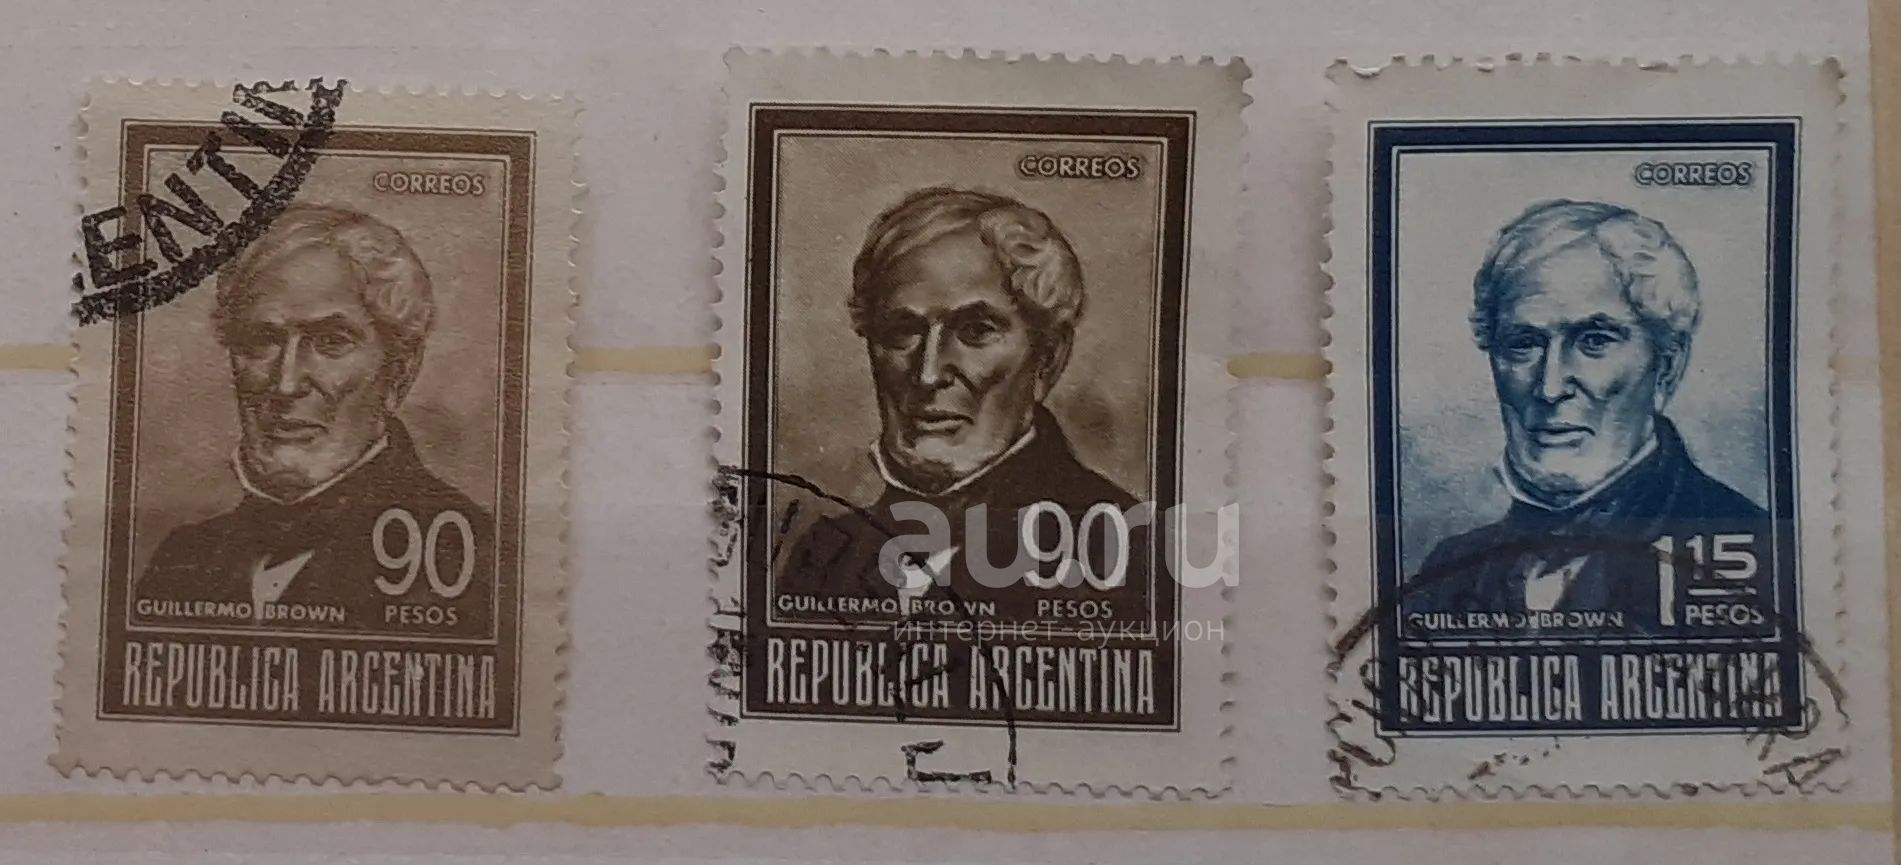 ENTI
CORREOS
90
GUILLERMO BROWN PESOS
REPUBLICA ARGENTINA
CORREOS
90
GUILLERMO BROWN PESOS
REPUBLICA ARGENTINA
CORREOS
1 15
GUILLERMO BROWN PESOS
REPUBLICA ARGENTINA
au.ru
интернет-аукцион